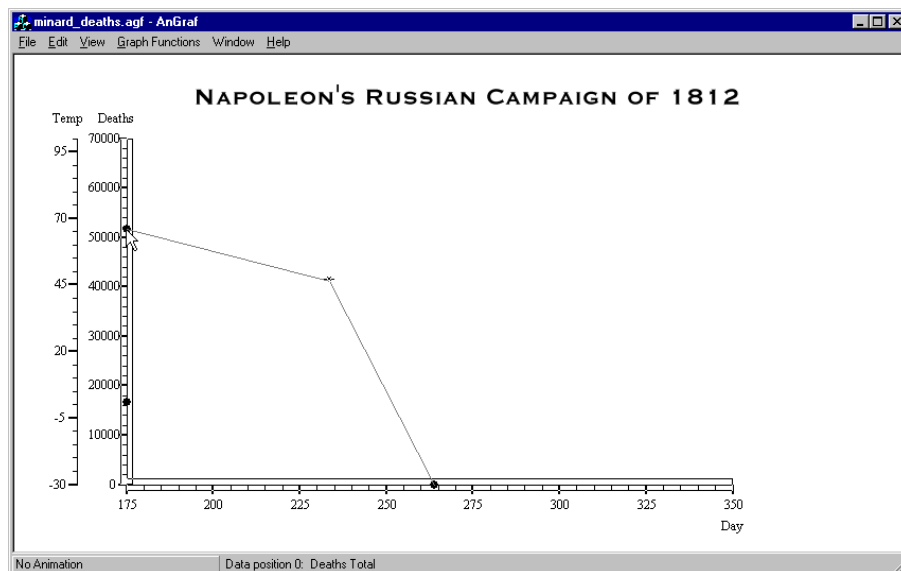 minard_deaths.agf - AnGraf
File Edit View Graph Functions Window Help
NAPOLEON'S RUSSIAN CAMPAIGN OF 1812
Temp Deaths
95
70
45
20
-5
-30
70000
60000
50000
40000
30000
20000
10000
0
175 200 225 250 275 300 325 350
Day
No Animation Data position 0: Deaths Total